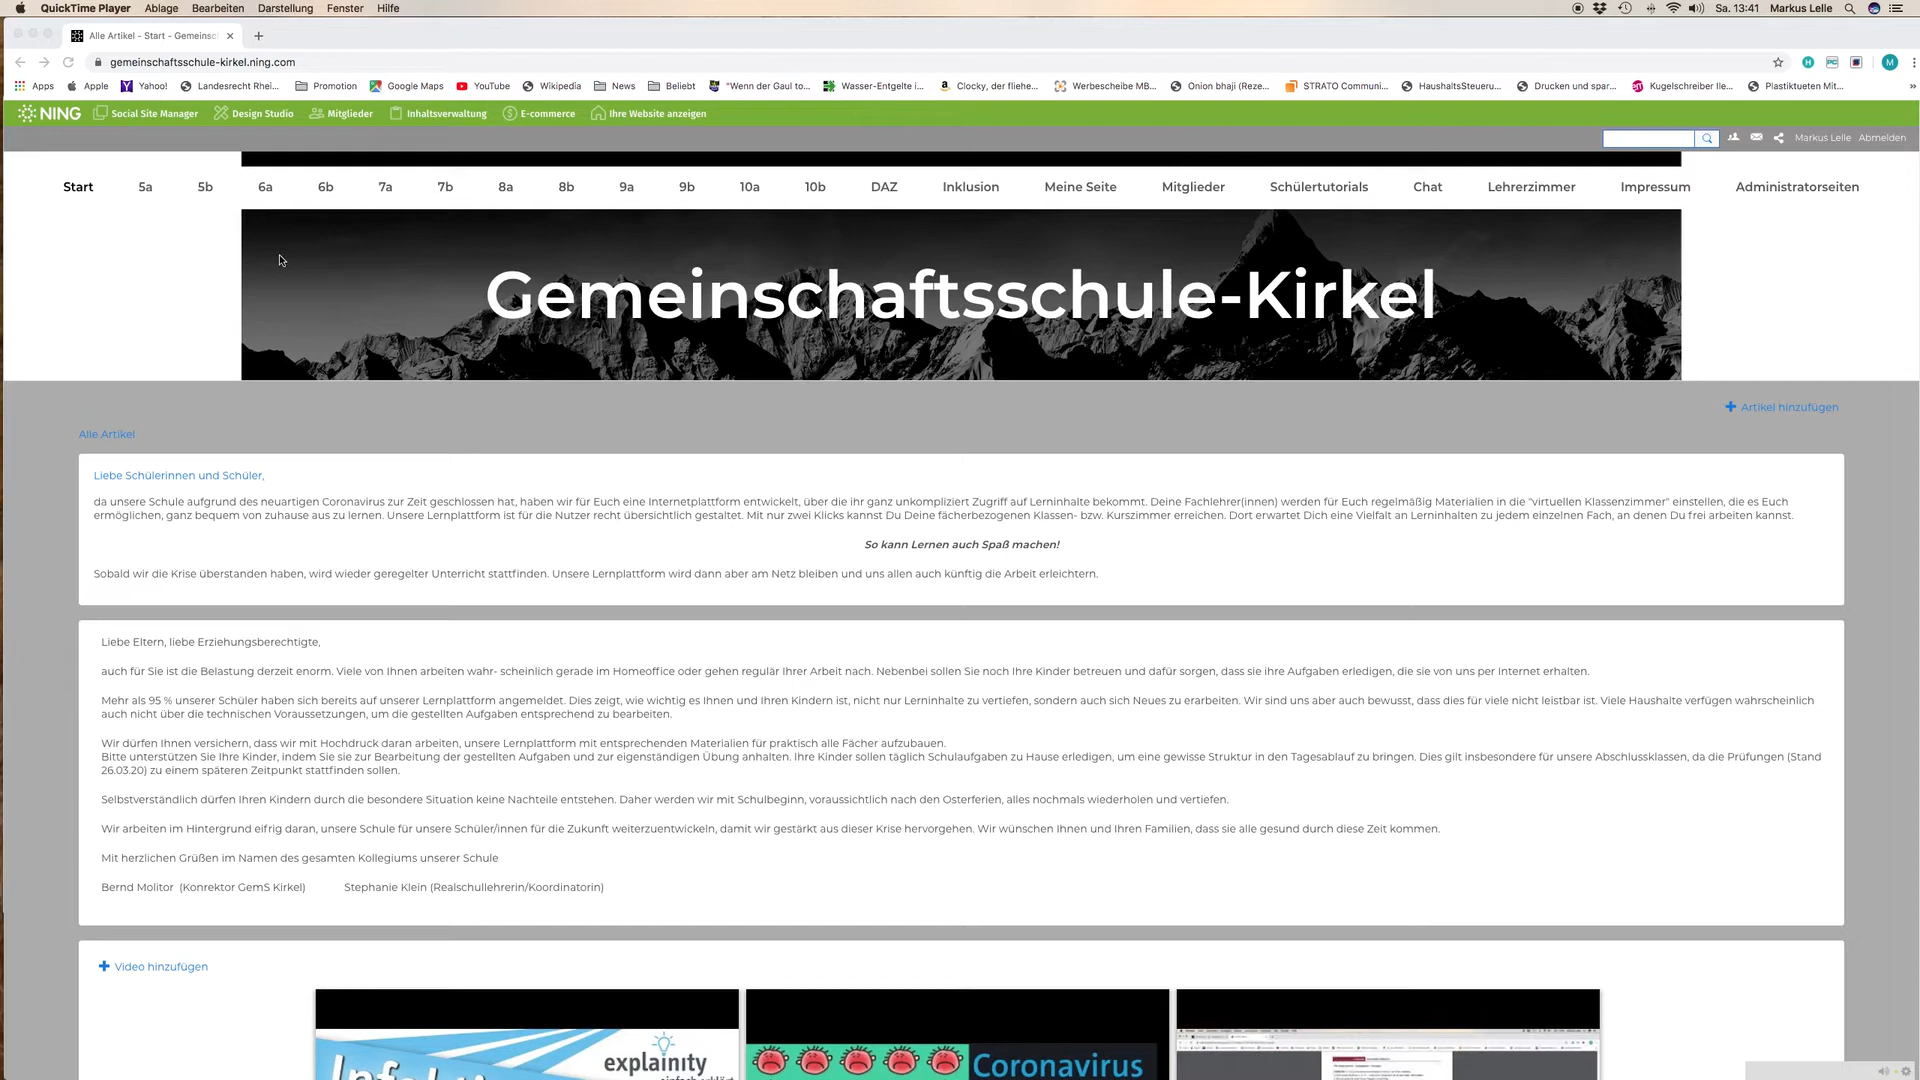 QuickTime Player Ablage Bearbeiten Darstellung Fenster Hilfe Sa. 13:41 Markus Lelle
Alle Artikel - Start - Gemeinsc
gemeinschaftsschule-kirkel.ning.com
Apps Apple Yahoo! Landesrecht Rhei... Promotion Google Maps YouTube Wikipedia News Beliebt "Wenn der Gaul to... Wasser-Entgelte i... Clocky, der fliehe... Werbescheibe MB... Onion bhaji (Reze... STRATO Communi... HaushaltsSteueru... Drucken und spar... Kugelschreiber lle... Plastiktueten Mit... »
NING Social Site Manager Design Studio Mitglieder Inhaltsverwaltung E-commerce Ihre Website anzeigen
Markus Lelle Abmelden
Start 5a 5b 6a 6b 7a 7b 8a 8b 9a 9b 10a 10b DAZ Inklusion Meine Seite Mitglieder Schülertutorials Chat Lehrerzimmer Impressum Administratorseiten
Gemeinschaftsschule-Kirkel
Artikel hinzufügen
Alle Artikel
Liebe Schülerinnen und Schüler,
da unsere Schule aufgrund des neuartigen Coronavirus zur Zeit geschlossen hat, haben wir für Euch eine Internetplattform entwickelt, über die ihr ganz unkompliziert Zugriff auf Lerninhalte bekommt. Deine Fachlehrer(innen) werden für Euch regelmäßig Materialien in die "virtuellen Klassenzimmer" einstellen, die es Euch
ermöglichen, ganz bequem von zuhause aus zu lernen. Unsere Lernplattform ist für die Nutzer recht übersichtlich gestaltet. Mit nur zwei Klicks kannst Du Deine fächerbezogenen Klassen- bzw. Kurszimmer erreichen. Dort erwartet Dich eine Vielfalt an Lerninhalten zu jedem einzelnen Fach, an denen Du frei arbeiten kannst.
So kann Lernen auch Spaß machen!
Sobald wir die Krise überstanden haben, wird wieder geregelter Unterricht stattfinden. Unsere Lernplattform wird dann aber am Netz bleiben und uns allen auch künftig die Arbeit erleichtern.
Liebe Eltern, liebe Erziehungsberechtigte,
auch für Sie ist die Belastung derzeit enorm. Viele von Ihnen arbeiten wahr- scheinlich gerade im Homeoffice oder gehen regulär Ihrer Arbeit nach. Nebenbei sollen Sie noch Ihre Kinder betreuen und dafür sorgen, dass sie ihre Aufgaben erledigen, die sie von uns per Internet erhalten.
Mehr als 95 % unserer Schüler haben sich bereits auf unserer Lernplattform angemeldet. Dies zeigt, wie wichtig es Ihnen und Ihren Kindern ist, nicht nur Lerninhalte zu vertiefen, sondern auch sich Neues zu erarbeiten. Wir sind uns aber auch bewusst, dass dies für viele nicht leistbar ist. Viele Haushalte verfügen wahrscheinlich
auch nicht über die technischen Voraussetzungen, um die gestellten Aufgaben entsprechend zu bearbeiten.
Wir dürfen Ihnen versichern, dass wir mit Hochdruck daran arbeiten, unsere Lernplattform mit entsprechenden Materialien für praktisch alle Fächer aufzubauen.
Bitte unterstützen Sie Ihre Kinder, indem Sie sie zur Bearbeitung der gestellten Aufgaben und zur eigenständigen Übung anhalten. Ihre Kinder sollen täglich Schulaufgaben zu Hause erledigen, um eine gewisse Struktur in den Tagesablauf zu bringen. Dies gilt insbesondere für unsere Abschlussklassen, da die Prüfungen (Stand
26.03.20) zu einem späteren Zeitpunkt stattfinden sollen.
Selbstverständlich dürfen Ihren Kindern durch die besondere Situation keine Nachteile entstehen. Daher werden wir mit Schulbeginn, voraussichtlich nach den Osterferien, alles nochmals wiederholen und vertiefen.
Wir arbeiten im Hintergrund eifrig daran, unsere Schule für unsere Schüler/innen für die Zukunft weiterzuentwickeln, damit wir gestärkt aus dieser Krise hervorgehen. Wir wünschen Ihnen und Ihren Familien, dass sie alle gesund durch diese Zeit kommen.
Mit herzlichen Grüßen im Namen des gesamten Kollegiums unserer Schule
Bernd Molitor (Konrektor GemS Kirkel) Stephanie Klein (Realschullehrerin/Koordinatorin)
Video hinzufügen
explainity
Coronavirus